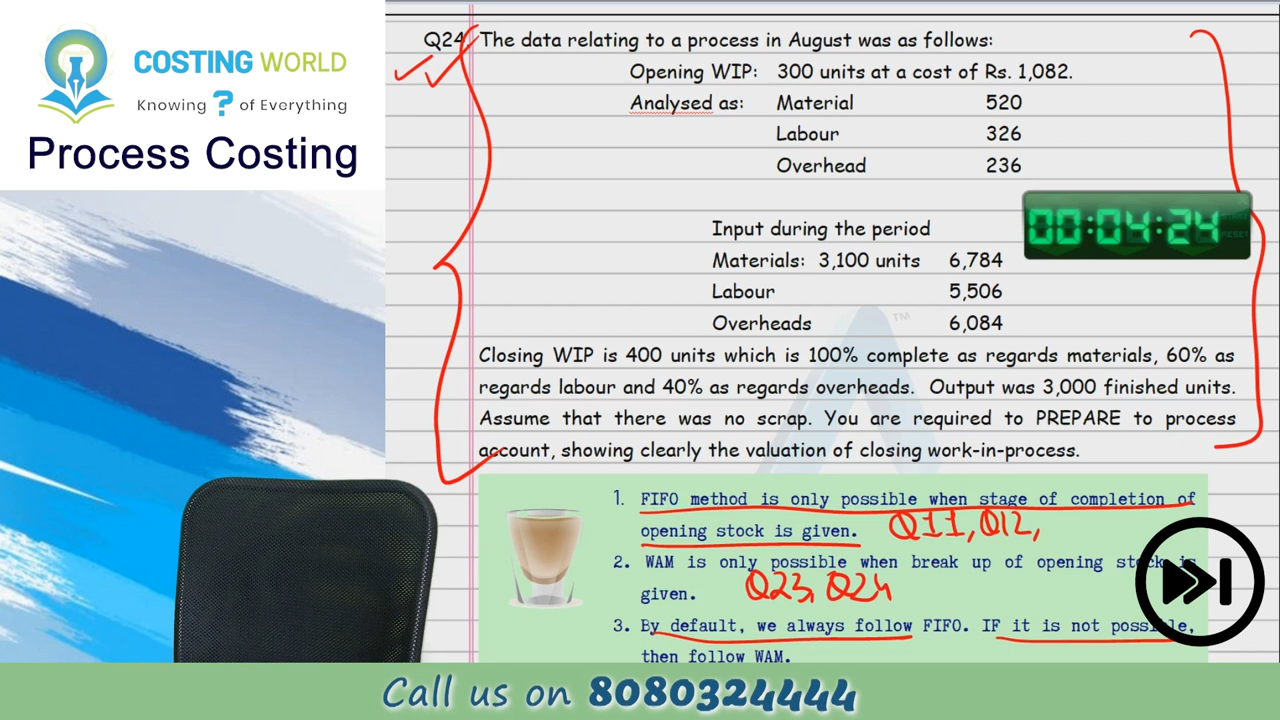 COSTING WORLD
Knowing ? of Everything
Process Costing
Q24 The data relating to a process in August was as follows:
Opening WIP: 300 units at a cost of Rs. 1,082.
Analysed as: Material 520
Labour 326
Overhead 236
00:04:24
Input during the period
Materials: 3,100 units 6,784
Labour 5,506
Overheads 6,084
TM
Closing WIP is 400 units which is 100% complete as regards materials, 60% as
regards labour and 40% as regards overheads. Output was 3,000 finished units.
Assume that there was no scrap. You are required to PREPARE to process
account, showing clearly the valuation of closing work-in-process.
1. FIFO method is only possible when stage of completion of
opening stock is given. Q11, Q12,
2. WAM is only possible when break up of opening stock is
given. Q23, Q24
3. By default, we always follow FIFO. IF it is not possible,
then follow WAM.
Call us on 8080324444